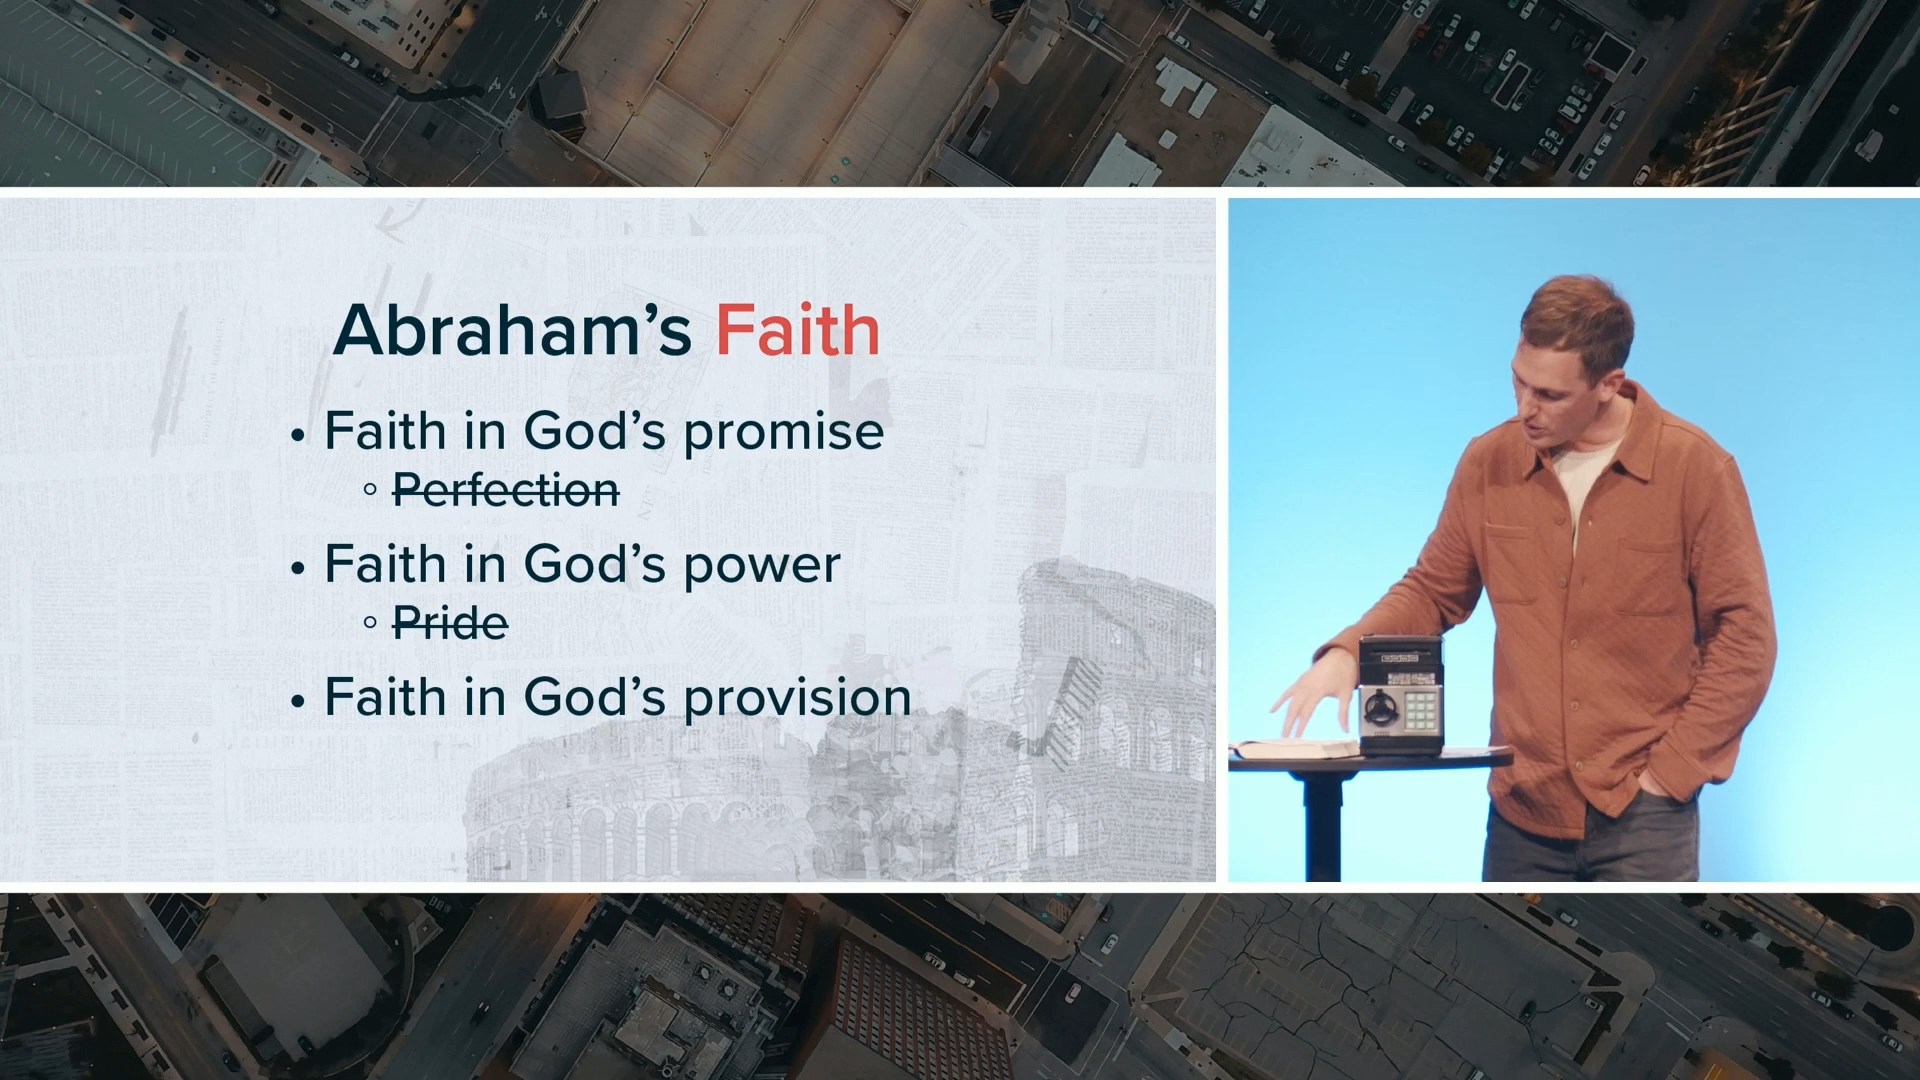 Abraham’s Faith
• Faith in God’s promise
◦ Perfection
• Faith in God’s power
◦ Pride
• Faith in God’s provision